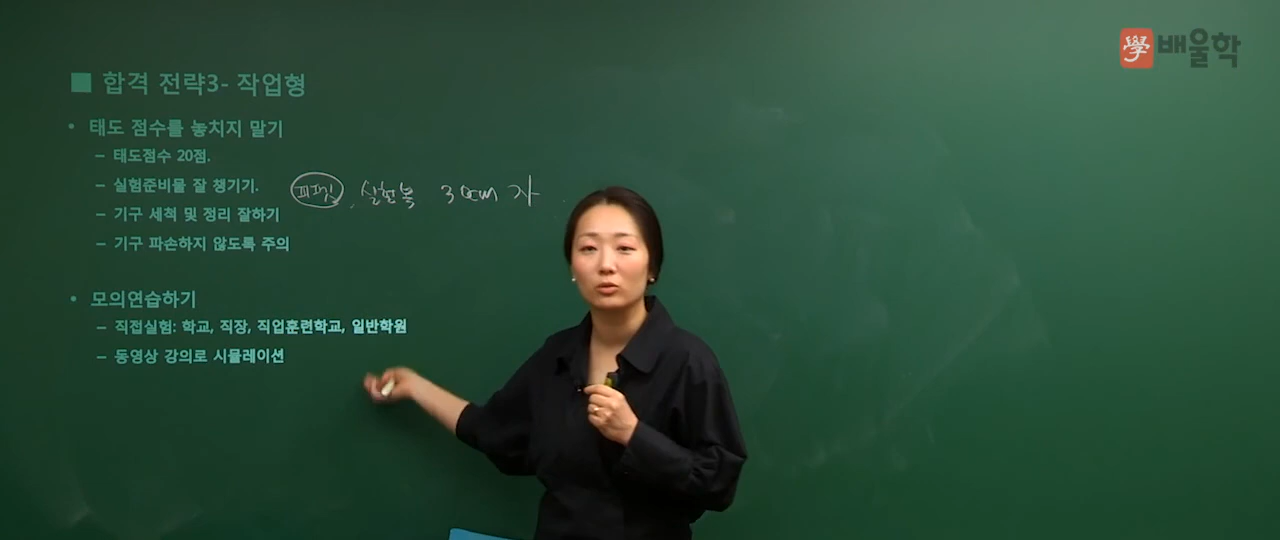 學배울학
■ 합격 전략3- 작업형
• 태도 점수를 놓치지 말기
– 태도점수 20점.
– 실험준비물 잘 챙기기.
실험복 30cm 자
– 기구 세척 및 정리 잘하기
– 기구 파손하지 않도록 주의
• 모의연습하기
– 직접실험: 학교, 직장, 직업훈련학교, 일반학원
– 동영상 강의로 시뮬레이션